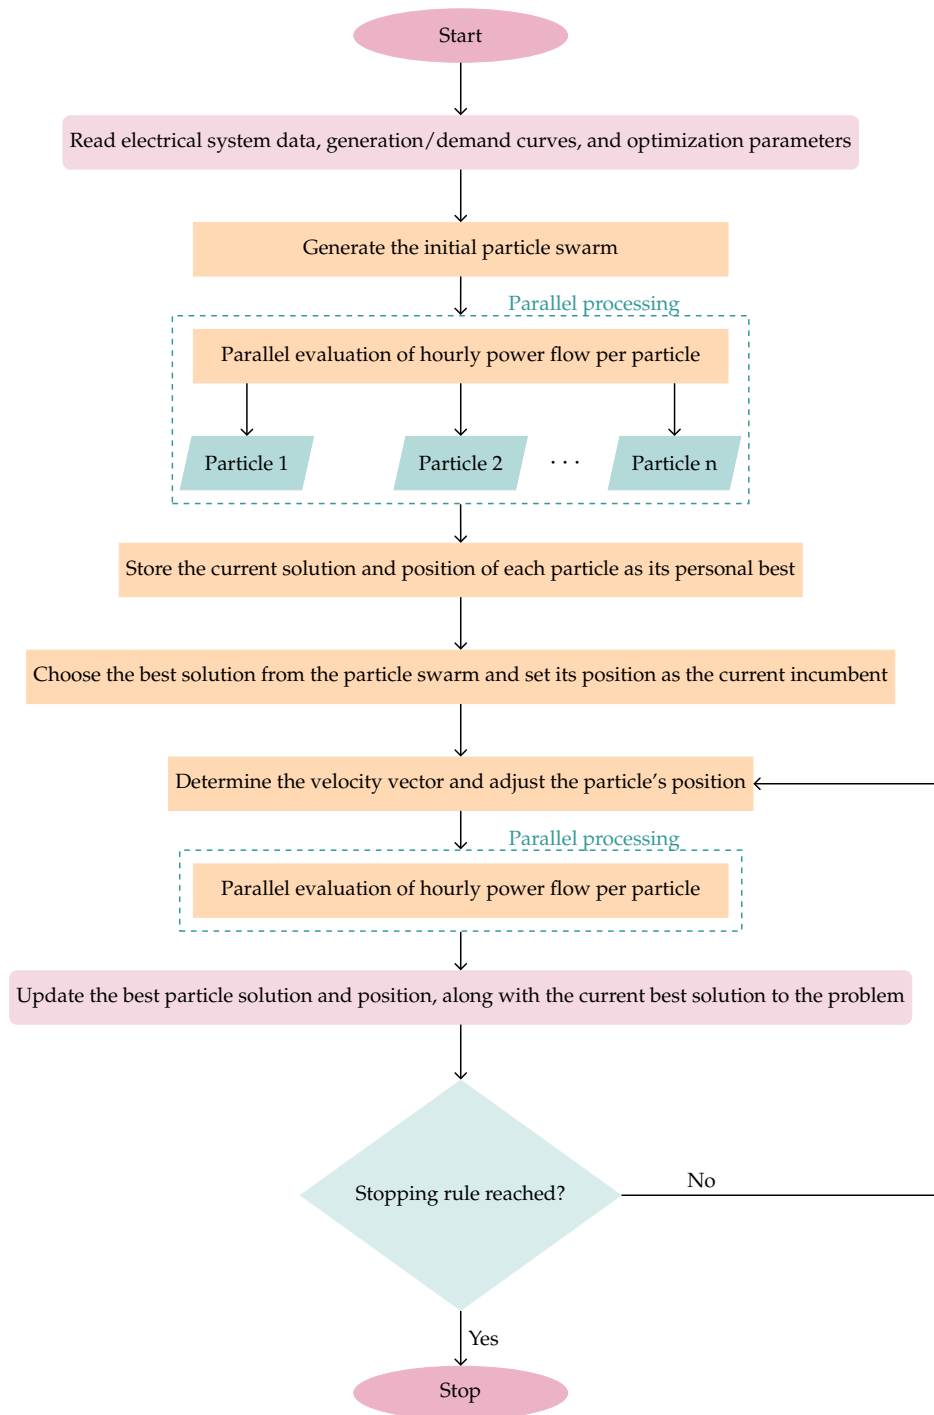 Start
Read electrical system data, generation/demand curves, and optimization parameters
Generate the initial particle swarm
Parallel processing
Parallel evaluation of hourly power flow per particle
Particle 1
Particle 2
· · ·
Particle n
Store the current solution and position of each particle as its personal best
Choose the best solution from the particle swarm and set its position as the current incumbent
Determine the velocity vector and adjust the particle’s position
Parallel processing
Parallel evaluation of hourly power flow per particle
Update the best particle solution and position, along with the current best solution to the problem
Stopping rule reached?
No
Yes
Stop